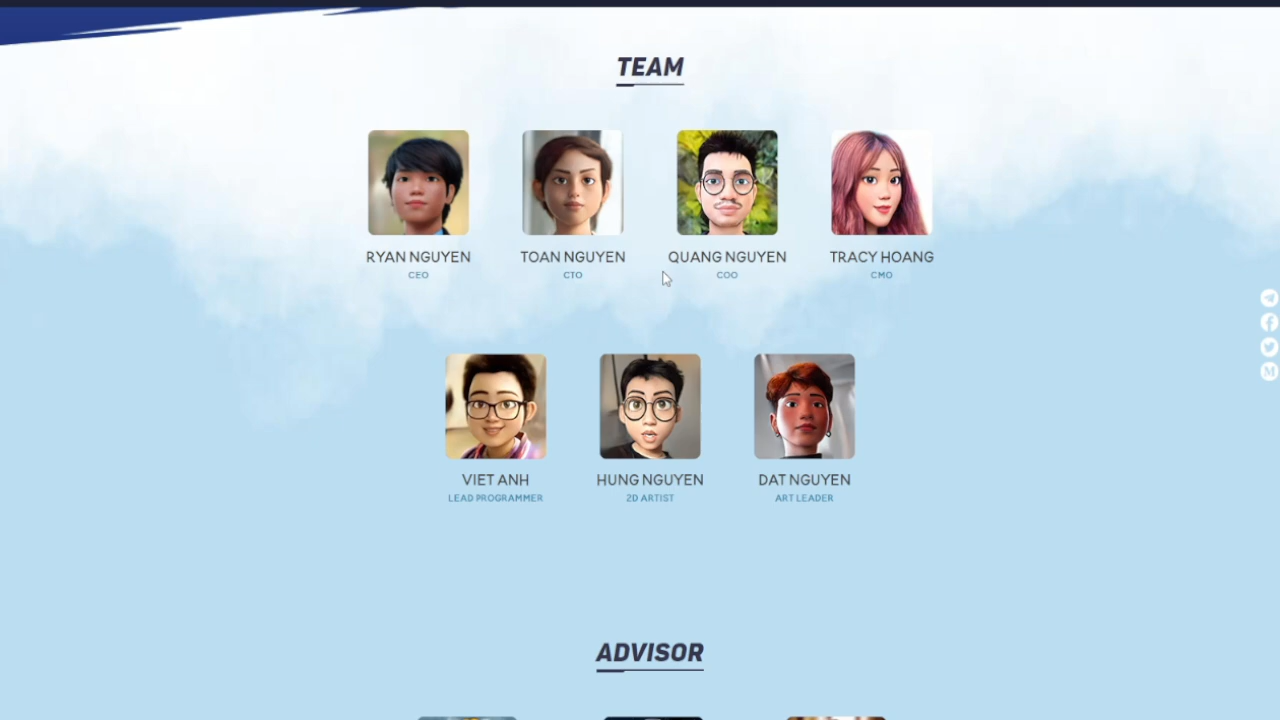 TEAM
RYAN NGUYEN
CEO
TOAN NGUYEN
CTO
QUANG NGUYEN
COO
TRACY HOANG
CMO
VIET ANH
LEAD PROGRAMMER
HUNG NGUYEN
2D ARTIST
DAT NGUYEN
ART LEADER
ADVISOR